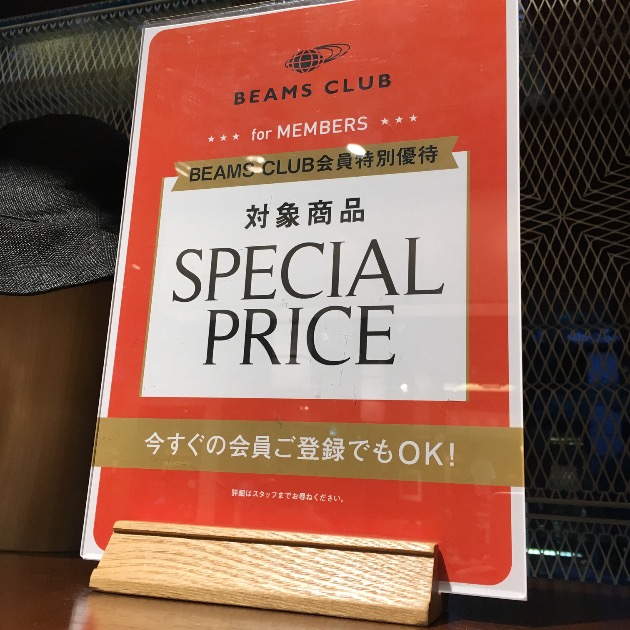 BEAMS CLUB
*** for MEMBERS ***
BEAMS CLUB会員特別優待
対象商品
SPECIAL
PRICE
今すぐの会員ご登録でもOK!
詳細はスタッフまでお尋ねください。